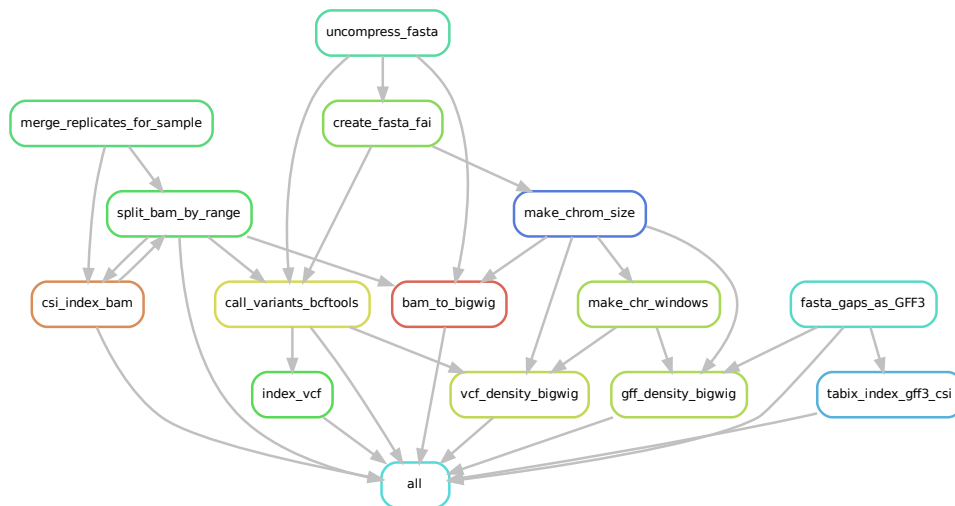 uncompress_fasta
merge_replicates_for_sample
create_fasta_fai
split_bam_by_range
make_chrom_size
csi_index_bam
call_variants_bcftools
bam_to_bigwig
make_chr_windows
fasta_gaps_as_GFF3
index_vcf
vcf_density_bigwig
gff_density_bigwig
tabix_index_gff3_csi
all